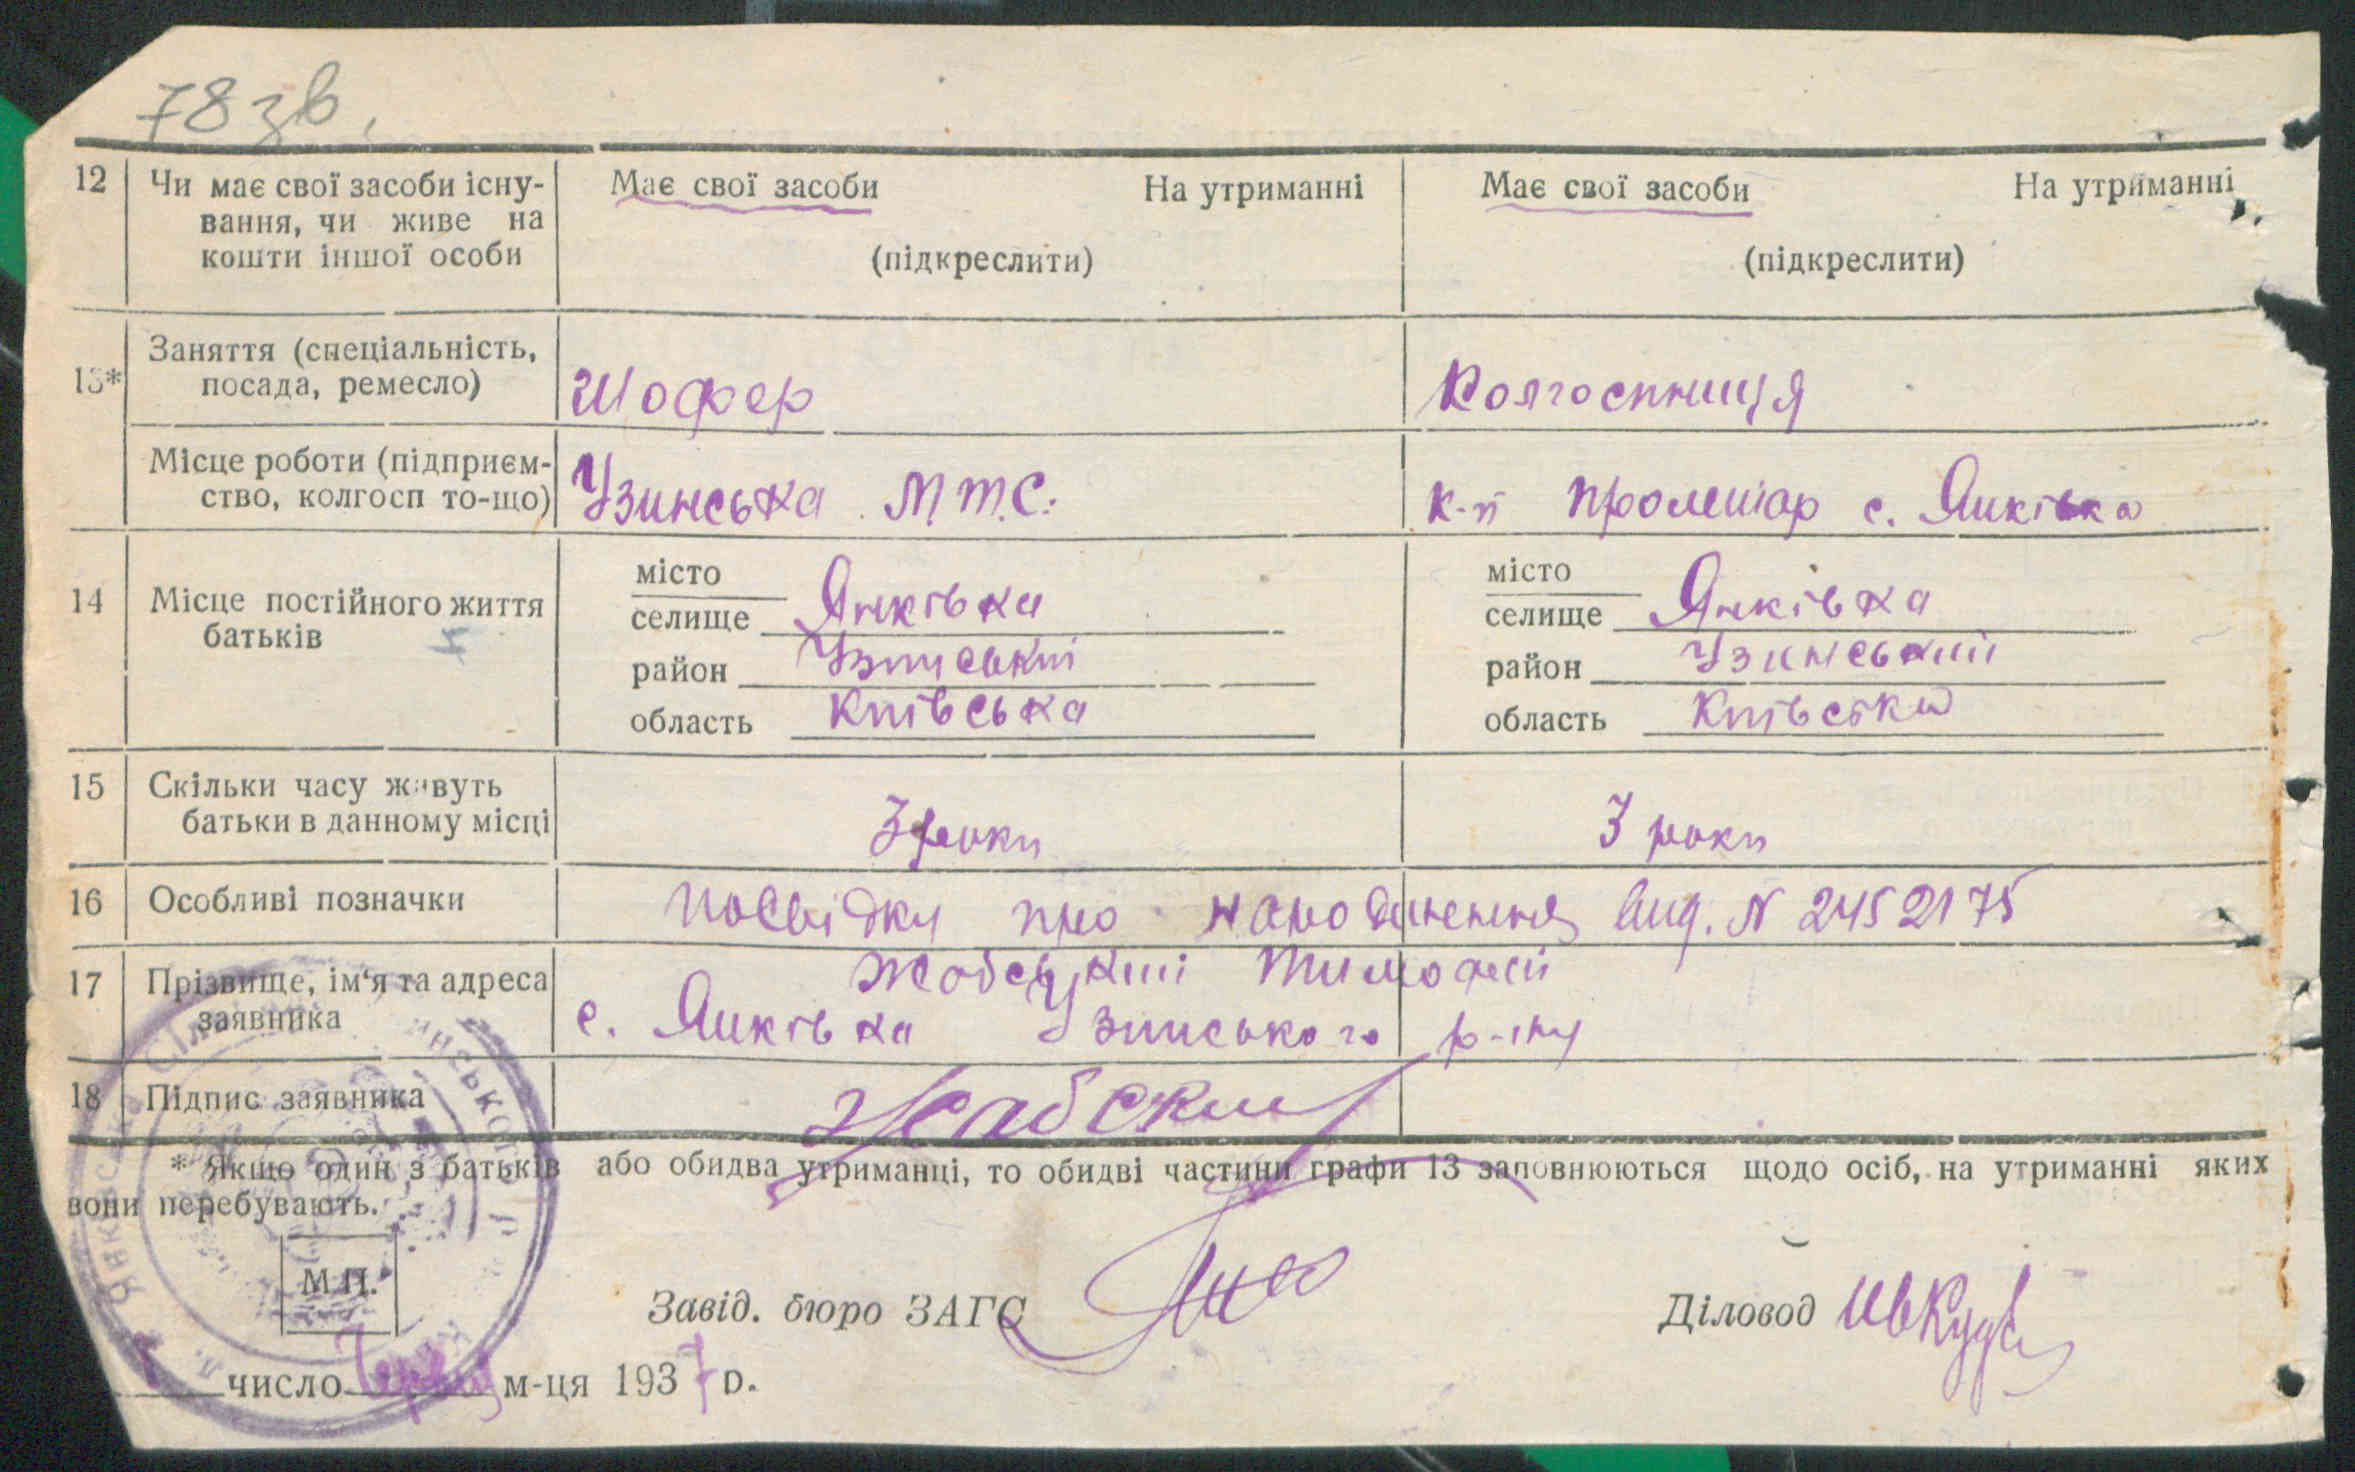 78 зв.
12 Чи має свої засоби існу- Має свої засоби На утриманні Має свої засоби На утриманні
вання, чи живе на
кошти іншої особи (підкреслити) (підкреслити)
Заняття (спеціальність,
13* посада, ремесло) Шофер Колгоспниця
Місце роботи (підприєм-
ство, колгосп то-що) Узинська М.Т.С. к-п Пролетар с. Янківка
місто місто
14 Місце постійного життя селище Янківка селище Янківка
батьків район Узинський район Узинський
область Київська область Київська
15 Скільки часу живуть
батьки в данному місці 3 роки 3 роки
16 Особливі позначки Посвідку про народження вид. N 2452175
17 Прізвище, ім'я та адреса Тимофій
заявника с. Янківка Узинського р-ну
18 Підпис заявника
* Якщо один з батьків або обидва утриманці, то обидві частини графи 13 заповнюються щодо осіб, на утриманні яких
вони перебувають.
М.П.
Завід. бюро ЗАГС Діловод
число червня м-ця 1937 р.